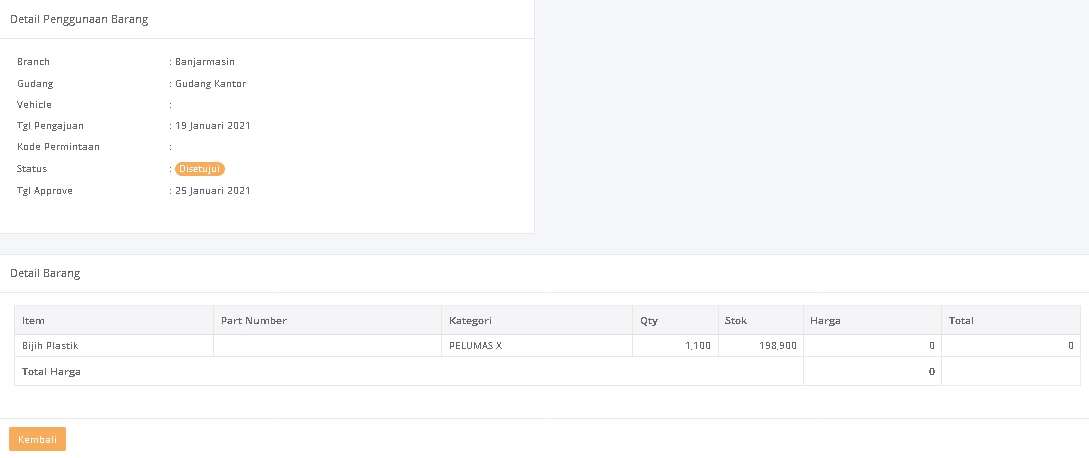 Detail Penggunaan Barang
Branch : Banjarmasin
Gudang : Gudang Kantor
Vehicle :
Tgl Pengajuan : 19 Januari 2021
Kode Permintaan :
Status : Disetujui
Tgl Approve : 25 Januari 2021
Detail Barang
Item Part Number Kategori Qty Stok Harga Total
Bijih Plastik PELUMAS X 1,100 198,900 0 0
Total Harga 0
Kembali